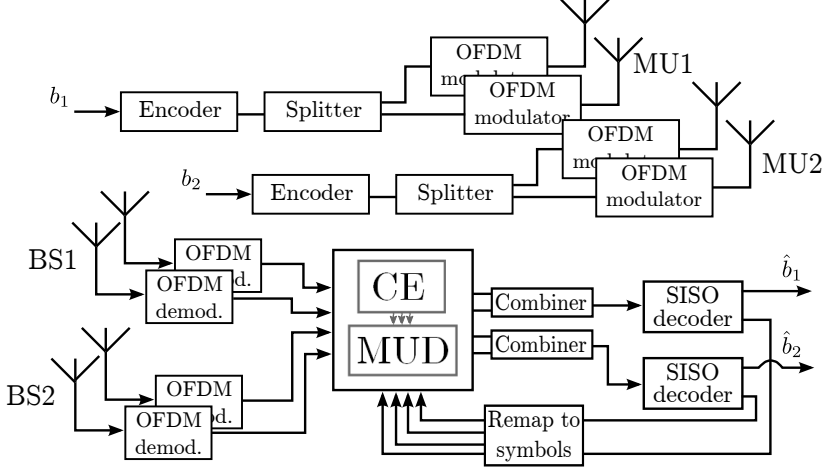 OFDM
MU1
b₁
Encoder
Splitter
OFDM
modulator
OFDM
MU2
b₂
Encoder
Splitter
OFDM
modulator
BS1
OFDM
d.
OFDM
demod.
CE
MUD
Combiner
SISO
decoder
b̂₁
Combiner
SISO
decoder
b̂₂
BS2
OFDM
od.
OFDM
demod.
Remap to
symbols